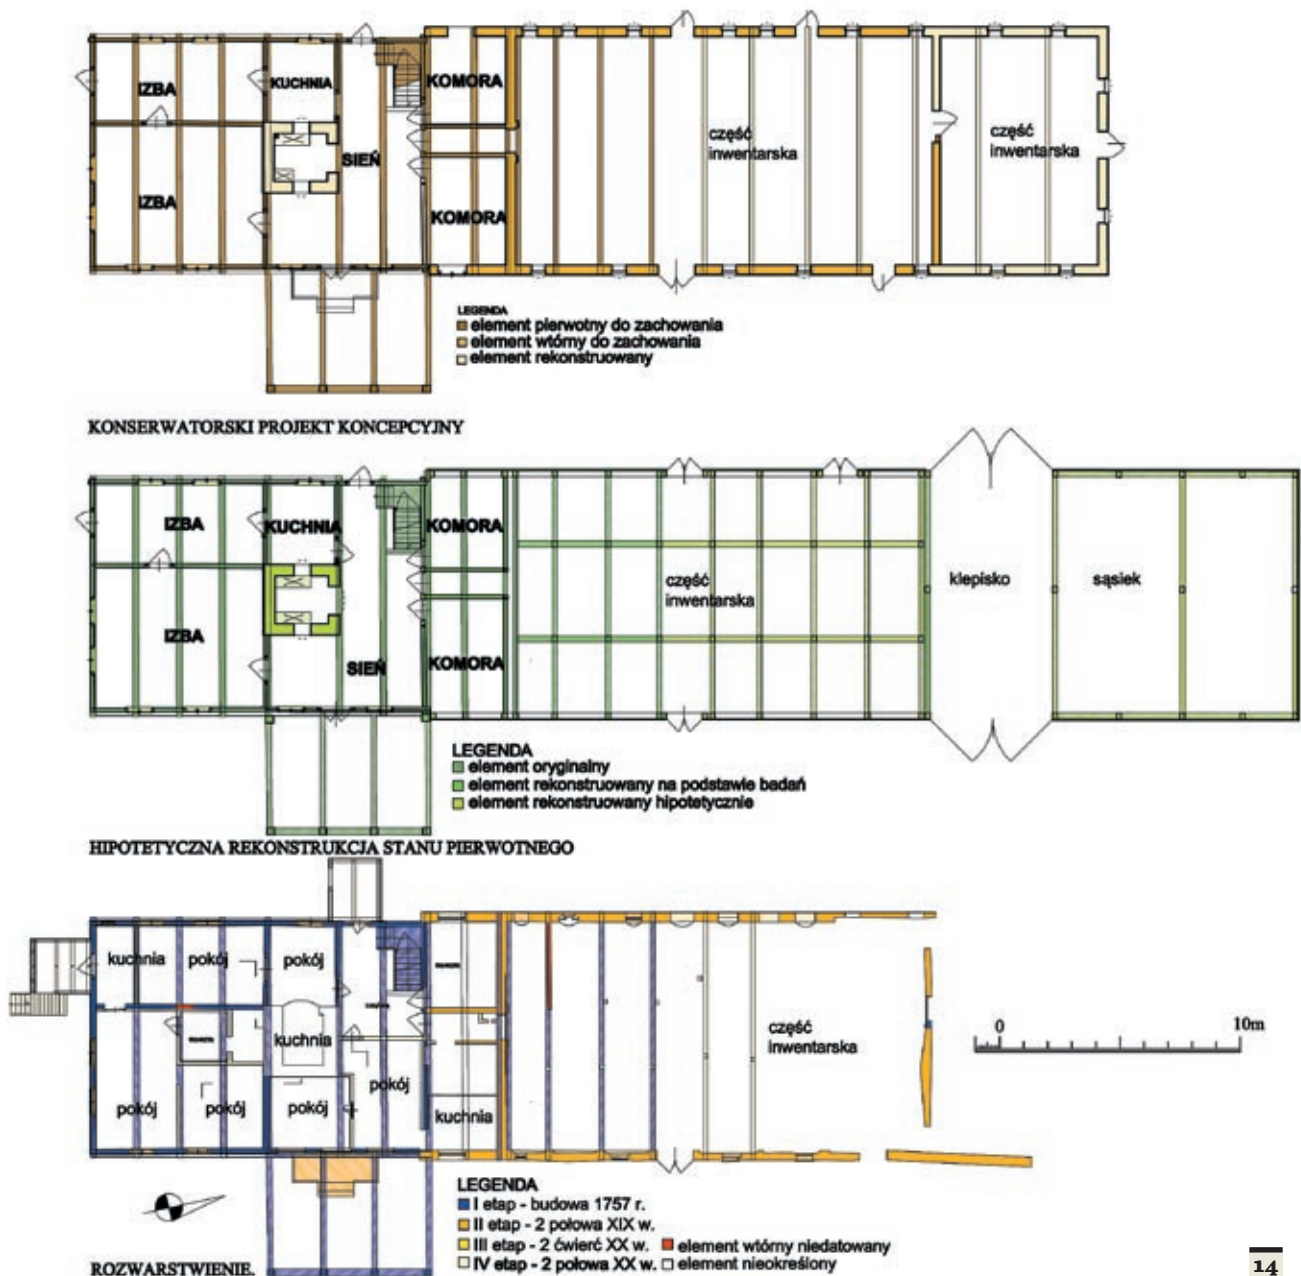 IZBA
KUCHNIA
KOMORA
część
inwentarska
część
inwentarska
SIEŃ
IZBA
KOMORA
LEGENDA
element pierwotny do zachowania
element wtórny do zachowania
element rekonstruowany
KONSERWATORSKI PROJEKT KONCEPCYJNY
IZBA
KUCHNIA
KOMORA
część
inwentarska
klepisko
sąsiek
IZBA
SIEŃ
KOMORA
LEGENDA
element oryginalny
element rekonstruowany na podstawie badań
element rekonstruowany hipotetycznie
HIPOTETYCZNA REKONSTRUKCJA STANU PIERWOTNEGO
kuchnia
pokój
pokój
kuchnia
część
inwentarska
0 10m
pokój
pokój
pokój
pokój
kuchnia
LEGENDA
I etap - budowa 1757 r.
II etap - 2 połowa XIX w.
III etap - 2 ćwierć XX w.
element wtórny niedatowany
IV etap - 2 połowa XX w.
element nieokreślony
ROZWARSTWIENIE.
14